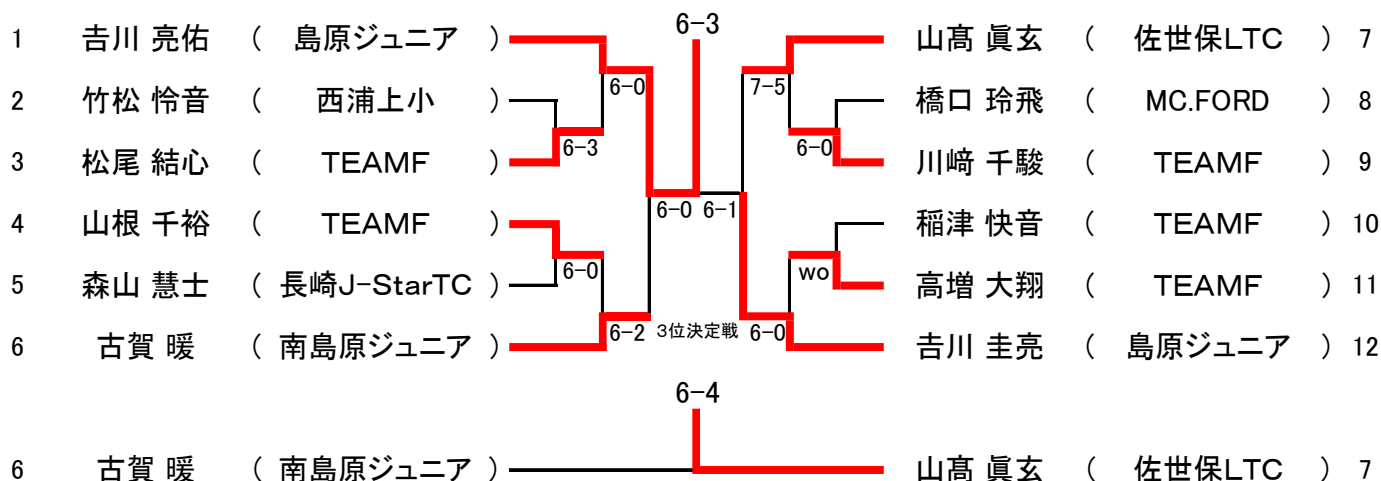 6-3
1 吉川 亮佑 ( 島原ジュニア ) 山髙 眞玄 ( 佐世保LTC ) 7
6-0 7-5
2 竹松 怜音 ( 西浦上小 ) 橋口 玲飛 ( MC.FORD ) 8
6-3 6-0
3 松尾 結心 ( TEAMF ) 川﨑 千駿 ( TEAMF ) 9
6-0 6-1
4 山根 千裕 ( TEAMF ) 稲津 快音 ( TEAMF ) 10
6-0 wo
5 森山 慧士 ( 長崎J-StarTC ) 高増 大翔 ( TEAMF ) 11
6-2 3位決定戦 6-0
6 古賀 暖 ( 南島原ジュニア ) 吉川 圭亮 ( 島原ジュニア ) 12
6-4
6 古賀 暖 ( 南島原ジュニア ) 山髙 眞玄 ( 佐世保LTC ) 7